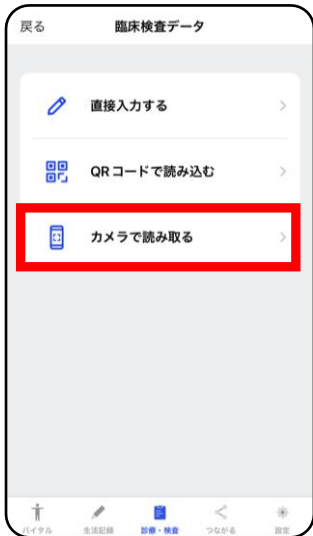 戻る 臨床検査データ
直接入力する
QRコードで読み込む
カメラで読み取る
バイタル 生活記録 診療・検査 つながる 設定